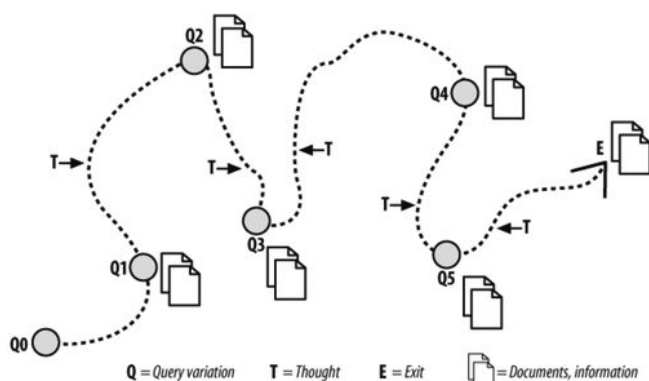 Q2
Q4
E
T
T
T
Q3
T
Q1
T
Q5
Q0
Q = Query variation T = Thought E = Exit = Documents, information